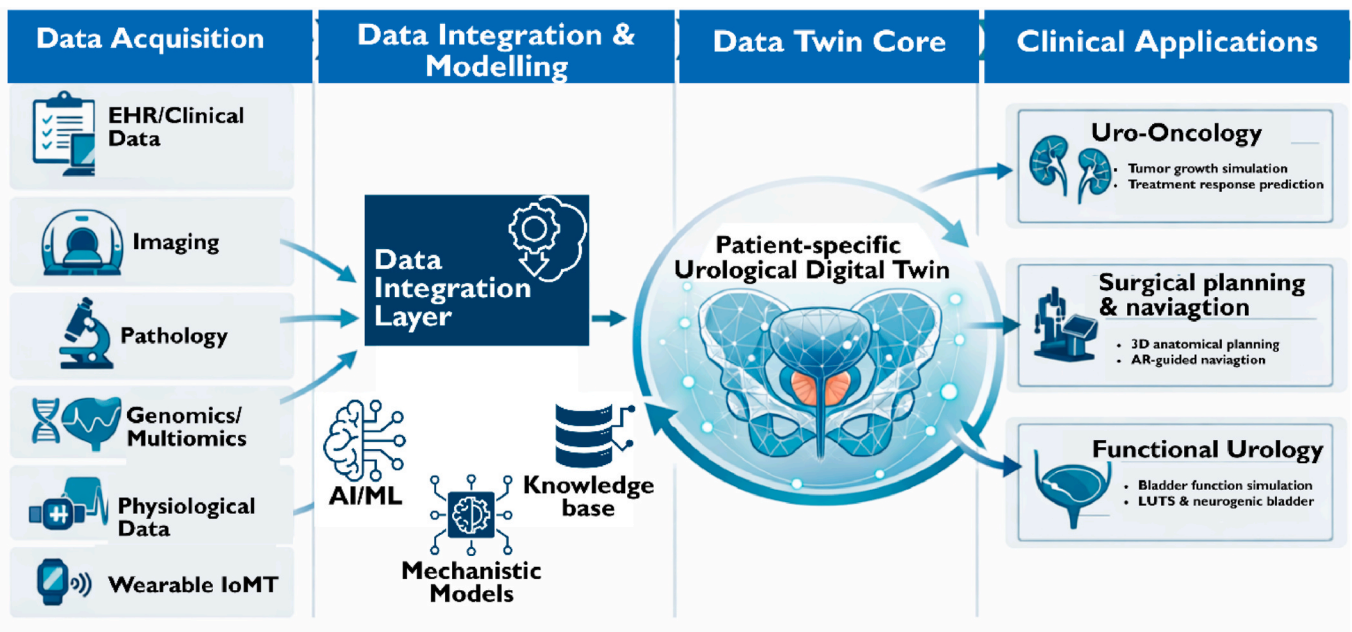 Data Acquisition
Data Integration &
Modelling
Data Twin Core
Clinical Applications
EHR/Clinical
Data
Imaging
Pathology
Genomics/
Multiomics
Physiological
Data
Wearable IoMT
Data
Integration
Layer
AI/ML
Mechanistic
Models
Knowledge
base
Patient-specific
Urological Digital Twin
Uro-Oncology
• Tumor growth simulation
• Treatment response prediction
Surgical planning
& naviagtion
• 3D anatomical planning
• AR-guided naviagtion
Functional Urology
• Bladder function simulation
• LUTS & neurogenic bladder